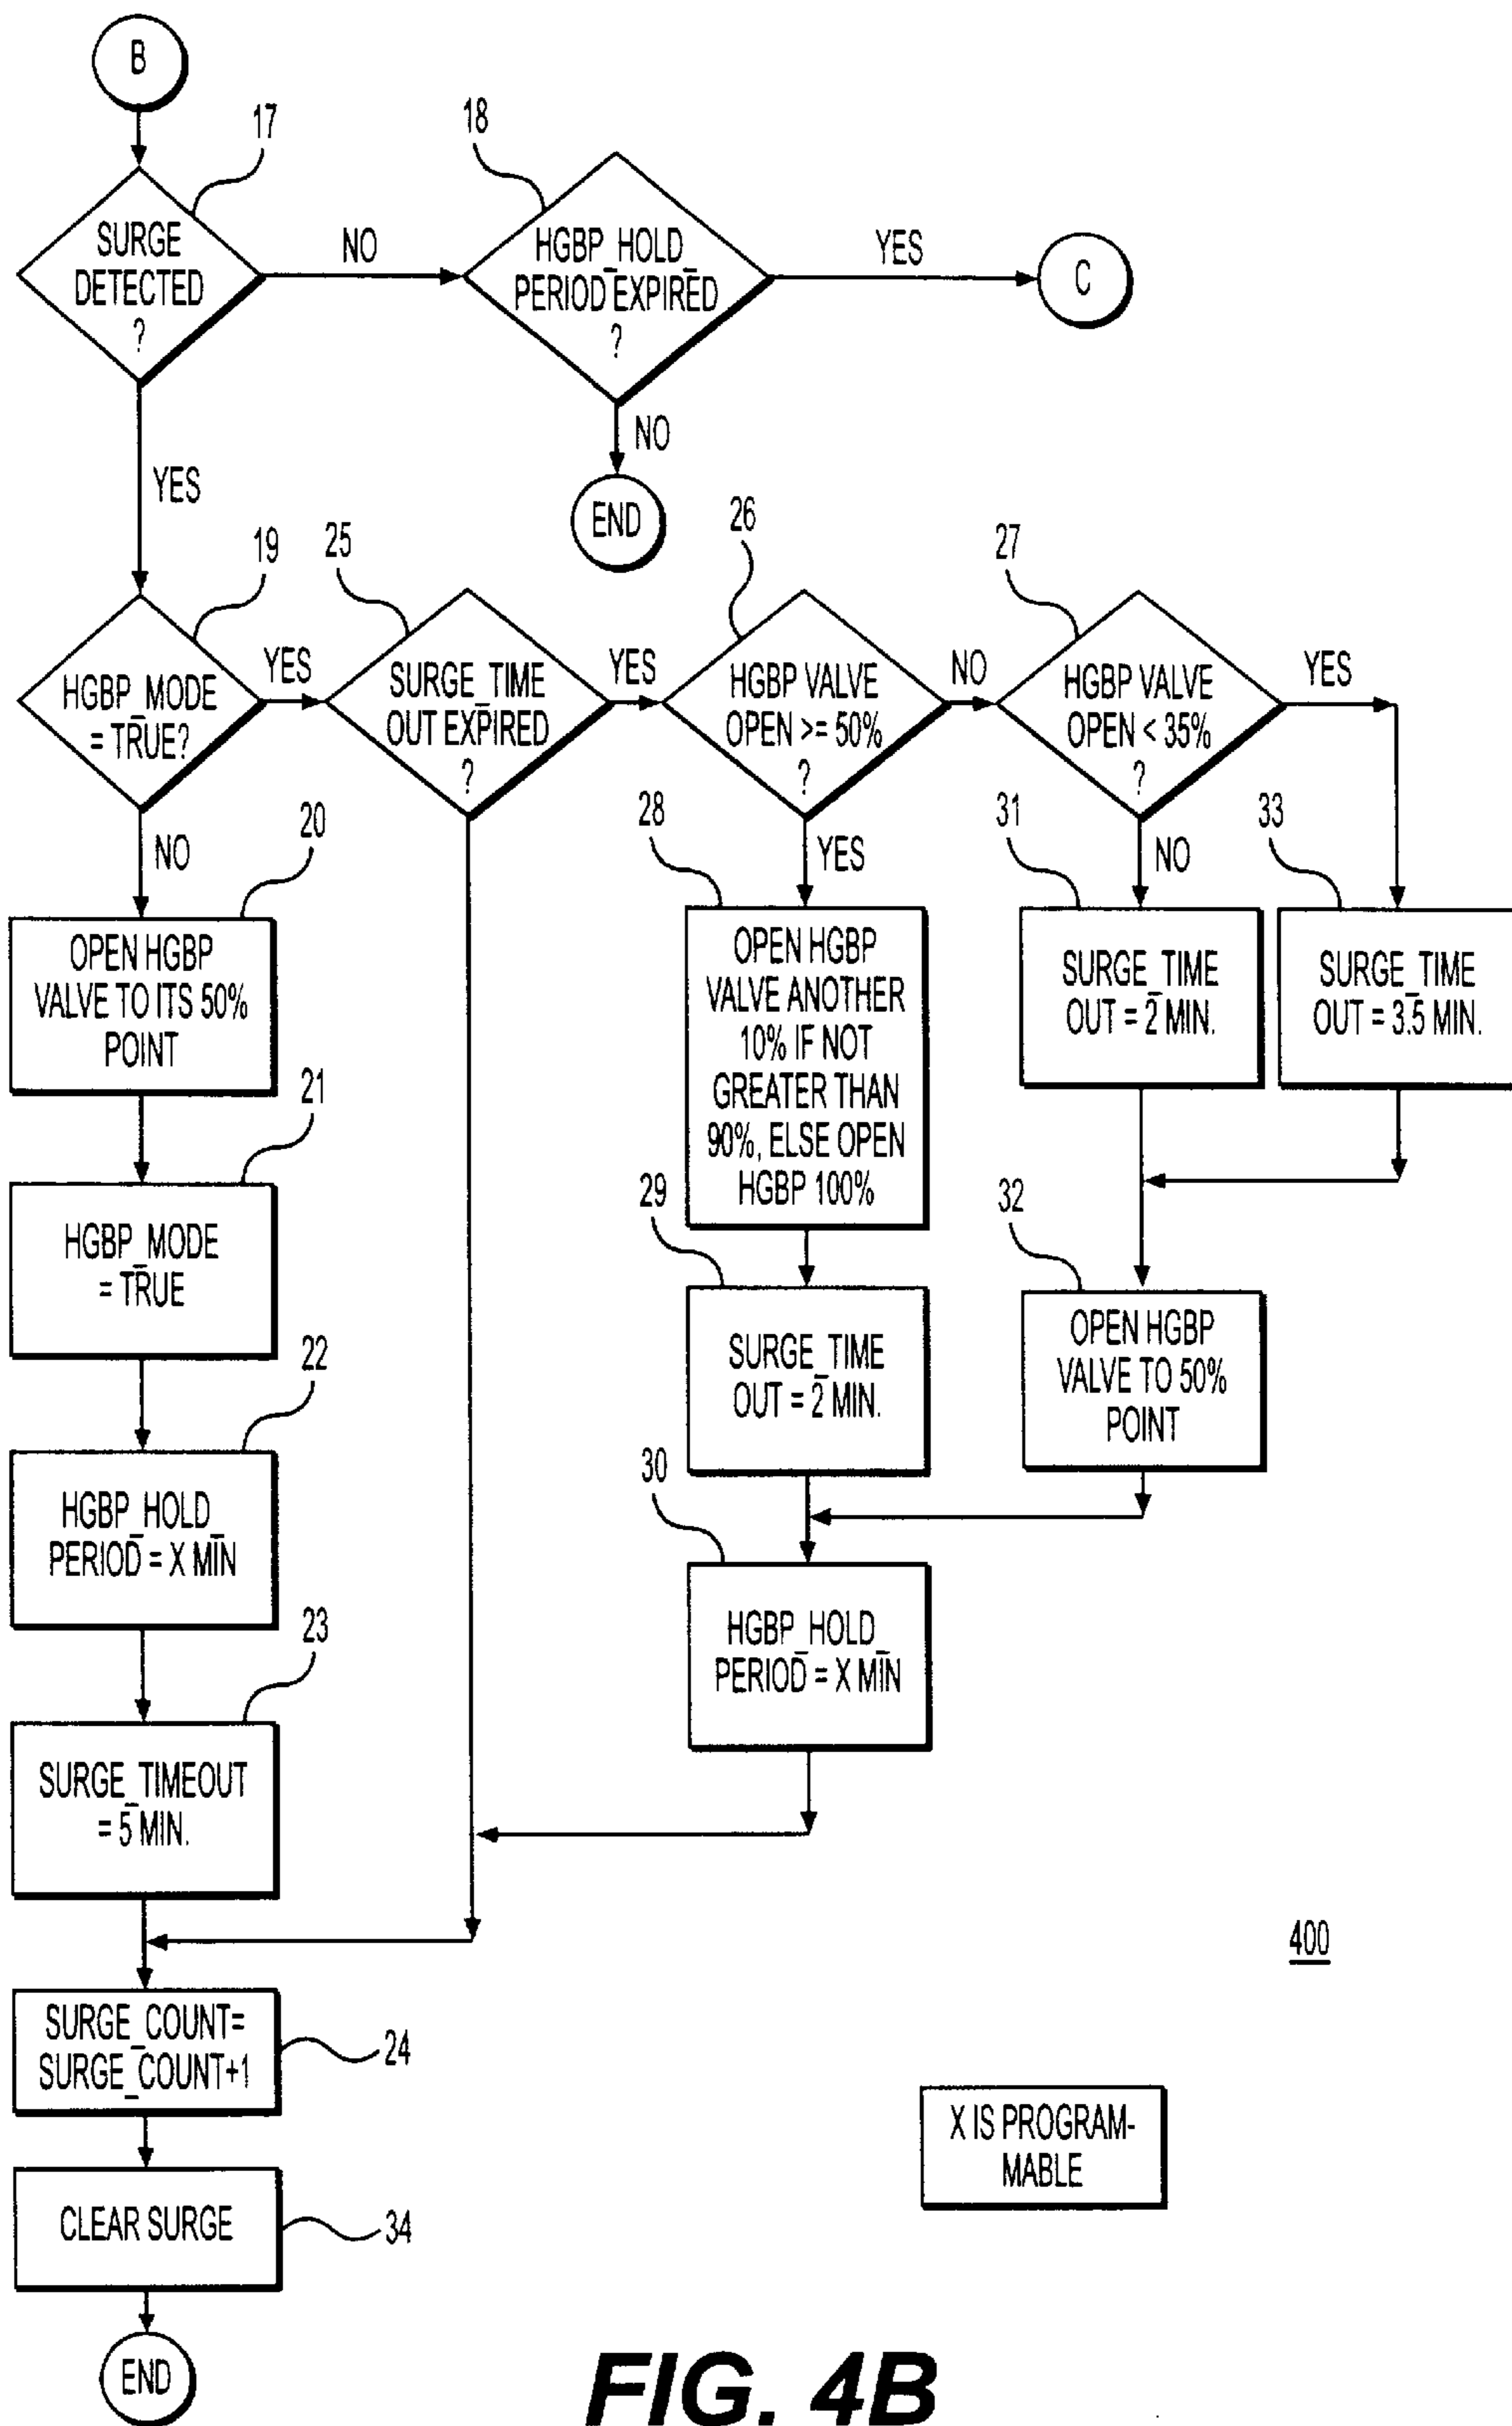 B
17
18
SURGE
DETECTED
?
NO
HGBP_HOLD_
PERIOD_EXPIRED
?
YES
C
NO
END
YES
19
25
26
27
HGBP_MODE
= TRUE?
YES
SURGE_TIME
OUT EXPIRED
?
YES
HGBP VALVE
OPEN >= 50%
?
NO
HGBP VALVE
OPEN < 35%
?
YES
NO
20
28
YES
31
NO
33
OPEN HGBP
VALVE TO ITS 50%
POINT
OPEN HGBP
VALVE ANOTHER
10% IF NOT
GREATER THAN
90%, ELSE OPEN
HGBP 100%
SURGE_TIME
OUT = 2 MIN.
SURGE_TIME
OUT = 3.5 MIN.
21
HGBP_MODE
= TRUE
29
32
SURGE_TIME
OUT = 2 MIN.
OPEN HGBP
VALVE TO 50%
POINT
22
HGBP_HOLD_
PERIOD = X MIN
30
HGBP_HOLD_
PERIOD = X MIN
23
SURGE_TIMEOUT
= 5 MIN.
400
SURGE_COUNT=
SURGE_COUNT+1
24
X IS PROGRAM-
MABLE
CLEAR SURGE
34
END
FIG. 4B